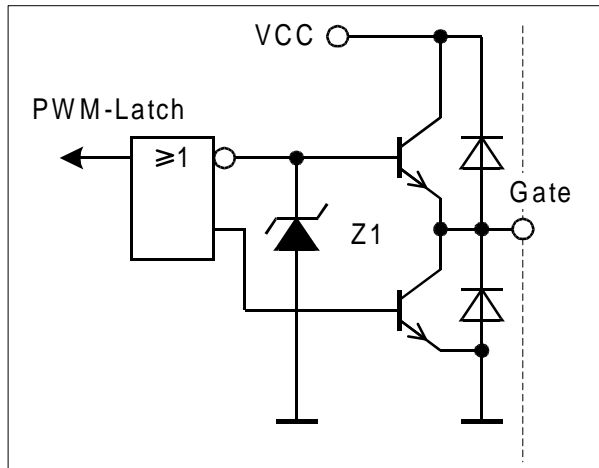 VCC
PWM-Latch
≥1
Gate
Z1